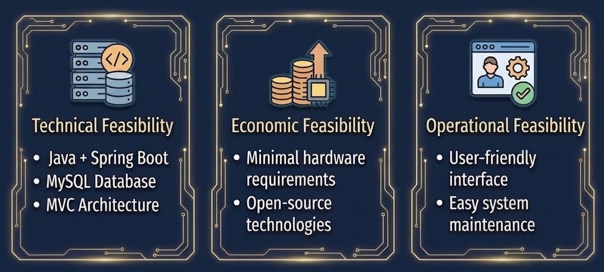 Technical Feasibility
• Java + Spring Boot
• MySQL Database
• MVC Architecture
Economic Feasibility
• Minimal hardware
requirements
• Open-source
technologies
Operational Feasibility
• User-friendly
interface
• Easy system
maintenance